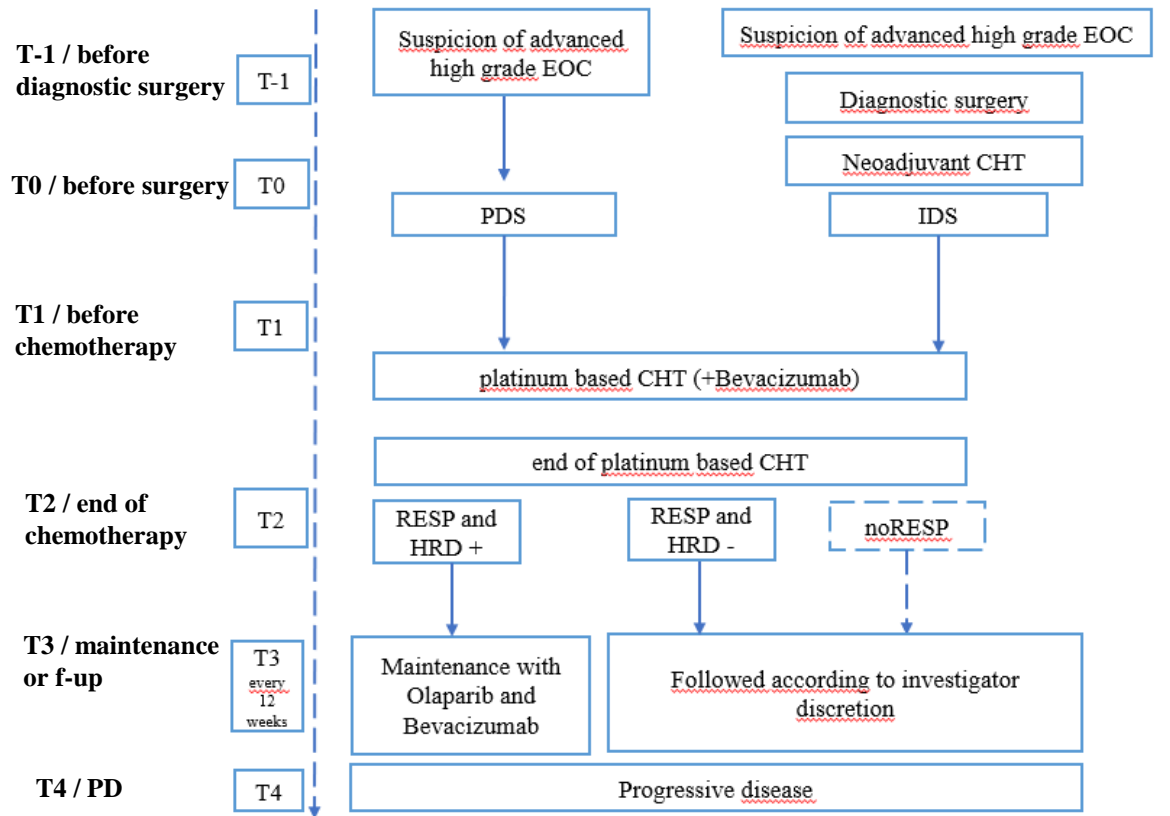 T-1 / before
diagnostic surgery
T-1
Suspicion of advanced
high grade EOC
Suspicion of advanced high grade EOC
Diagnostic surgery
Neoadjuvant CHT
T0 / before surgery
T0
PDS
IDS
T1 / before
chemotherapy
T1
platinum based CHT (+Bevacizumab)
end of platinum based CHT
T2 / end of
chemotherapy
T2
RESP and
HRD +
RESP and
HRD -
noRESP
T3 / maintenance
or f-up
T3
every
12
weeks
Maintenance with
Olaparib and
Bevacizumab
Followed according to investigator
discretion
T4 / PD
T4
Progressive disease